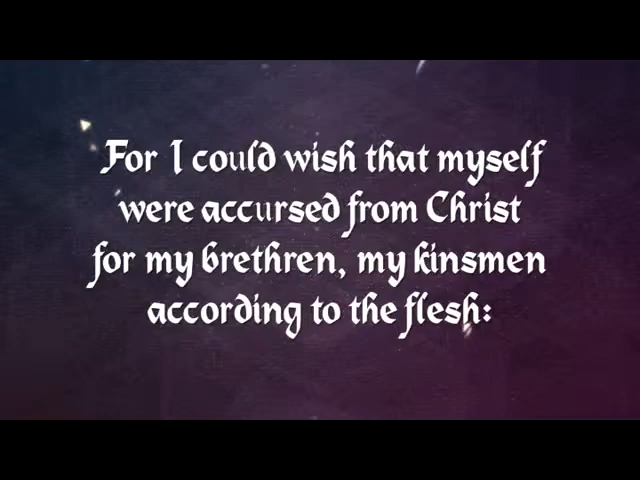 For I could wish that myself
were accursed from Christ
for my brethren, my kinsmen
according to the flesh: